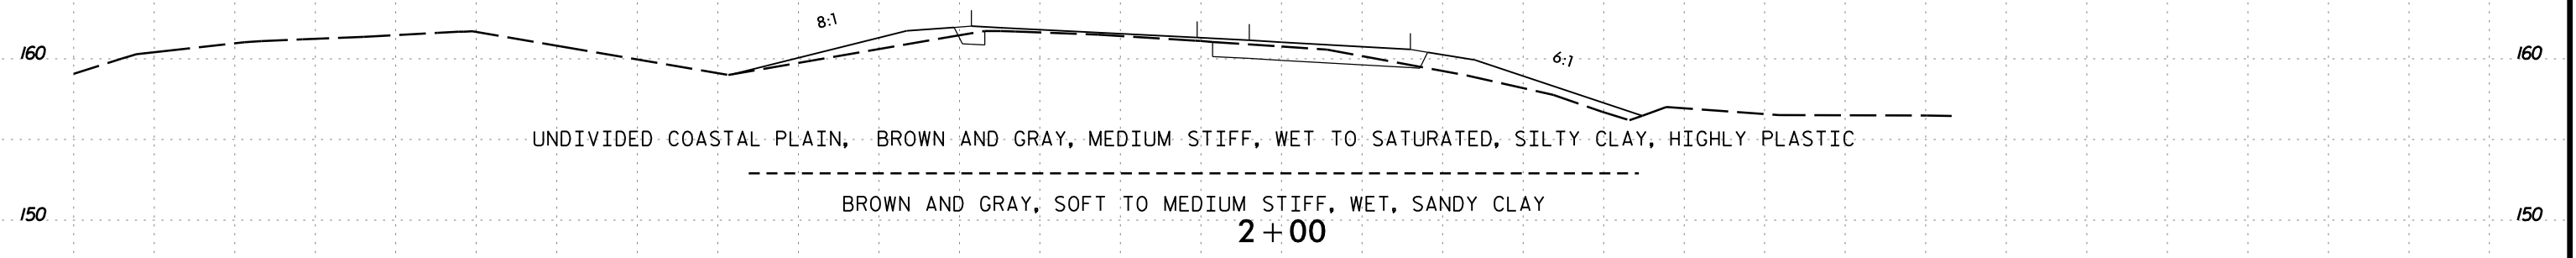 8:1
160 6:1 160
UNDIVIDED COASTAL PLAIN, BROWN AND GRAY, MEDIUM STIFF, WET TO SATURATED, SILTY CLAY, HIGHLY PLASTIC
BROWN AND GRAY, SOFT TO MEDIUM STIFF, WET, SANDY CLAY
150 150
2+00